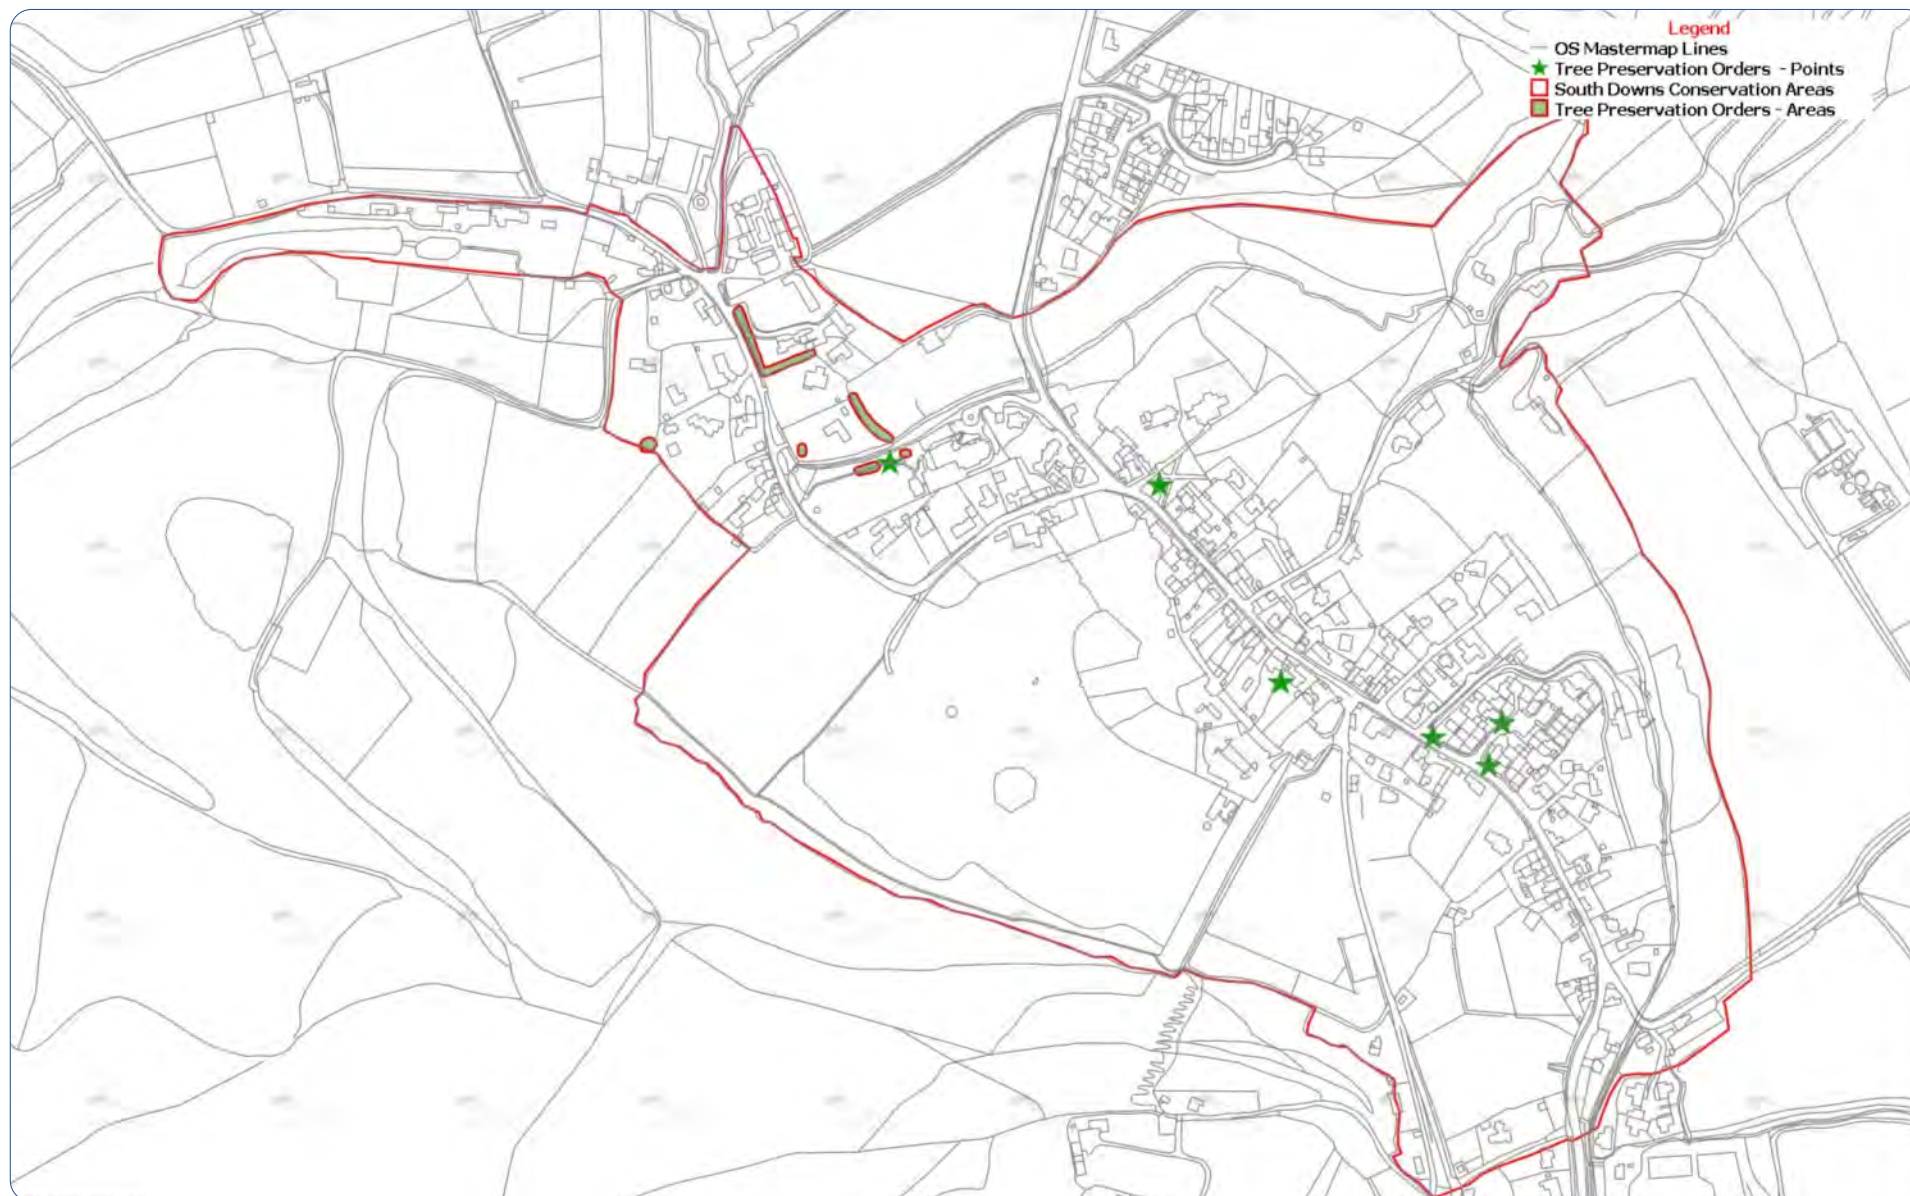 Legend
OS Mastermap Lines
Tree Preservation Orders - Points
South Downs Conservation Areas
Tree Preservation Orders - Areas